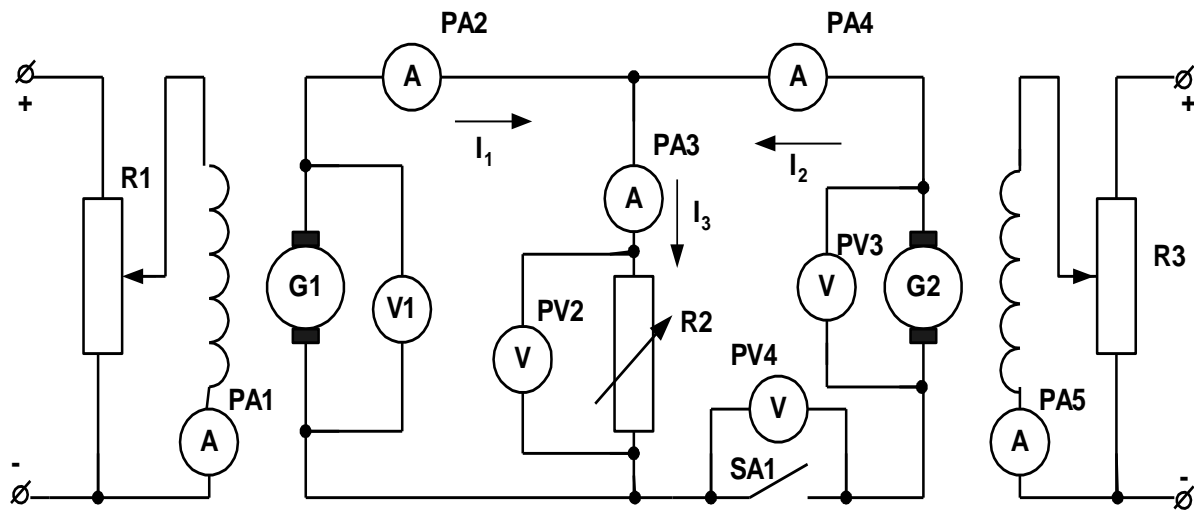 PA2
PA4
A
A
+
+
I1
PA3
I2
R1
A
I3
PV3
R3
G1
V1
PV2
R2
V
G2
V
PV4
PA1
V
PA5
A
SA1
A
-
-